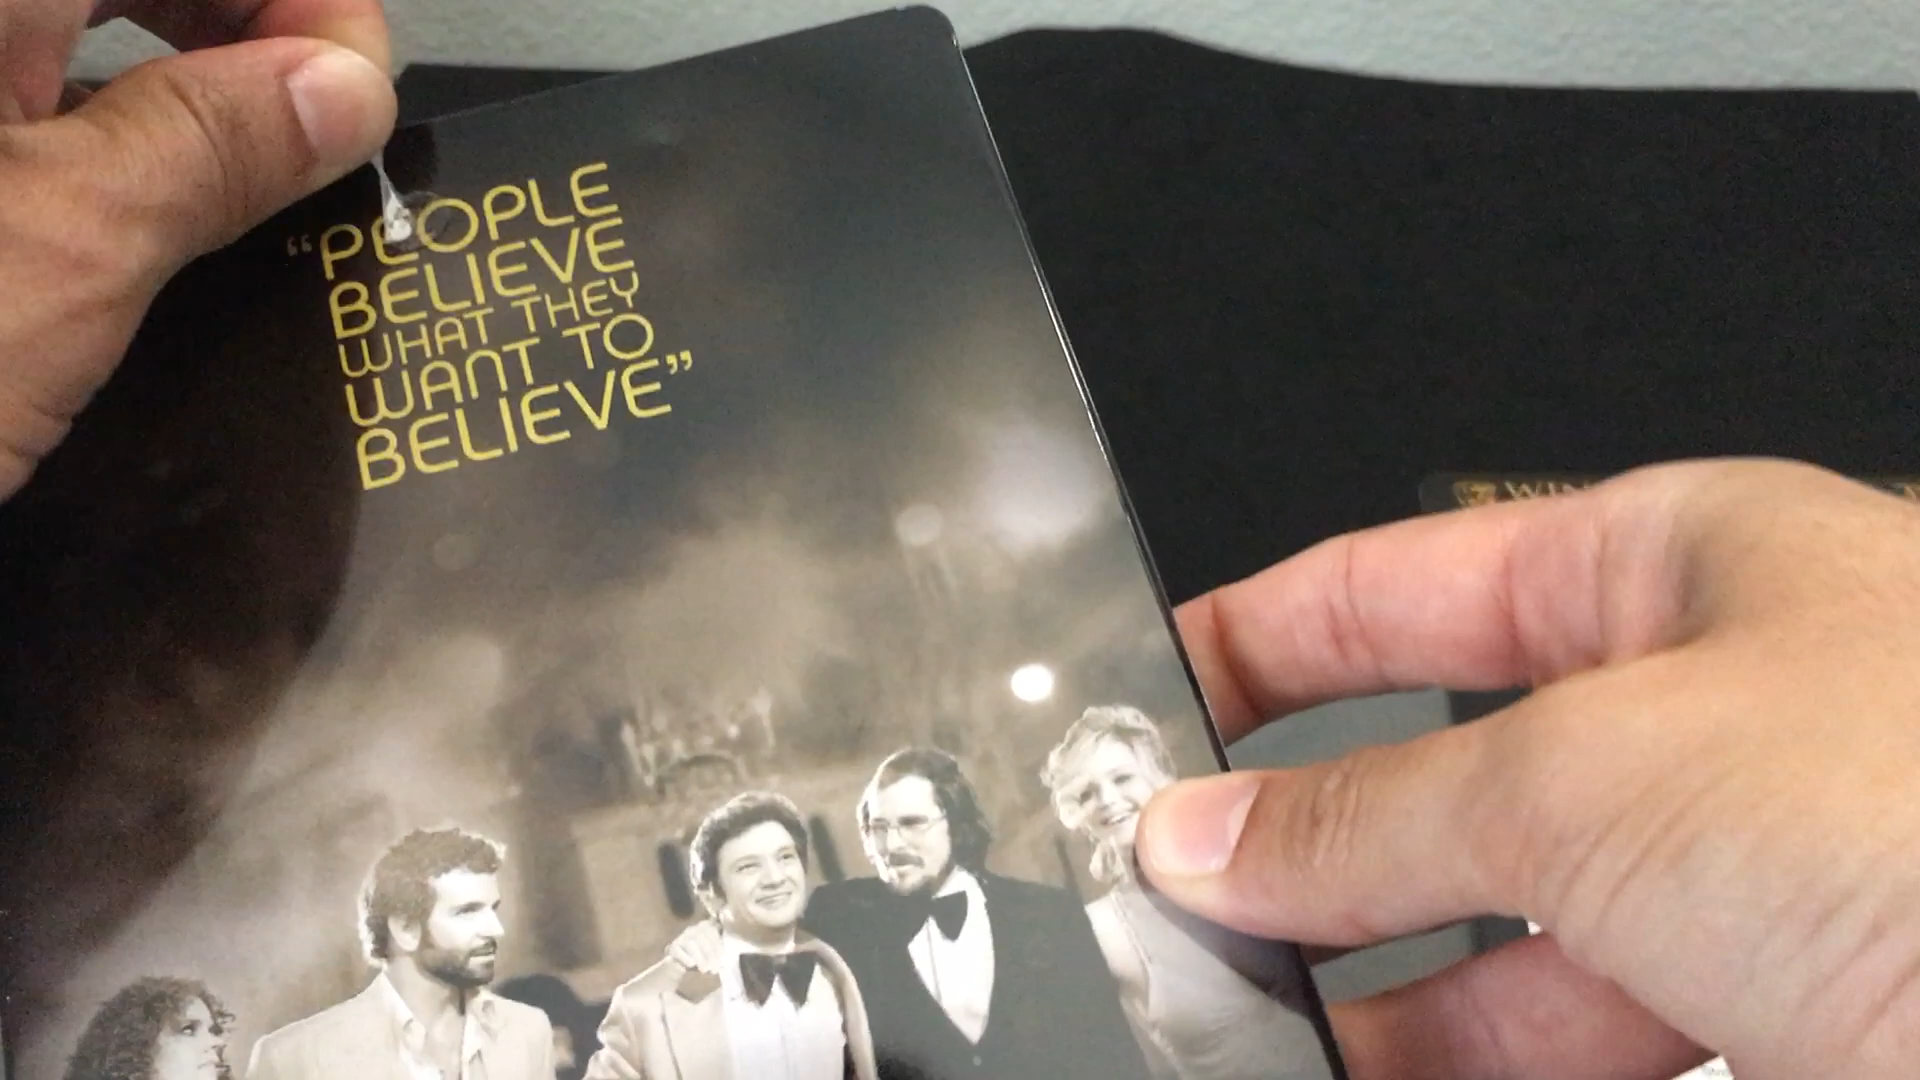 “PEOPLE
BELIEVE
WHAT THEY
WANT TO
BELIEVE”